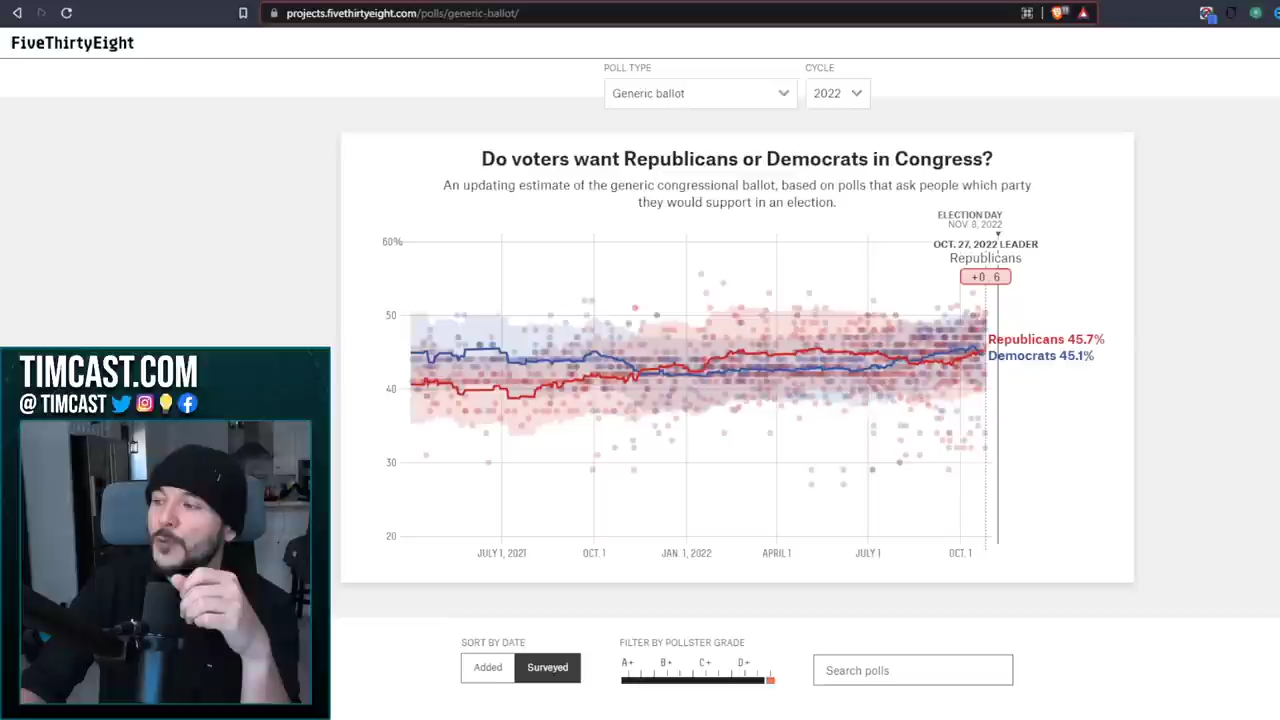 projects.fivethirtyeight.com/polls/generic-ballot/
FiveThirtyEight
POLL TYPE
CYCLE
Generic ballot
2022
Do voters want Republicans or Democrats in Congress?
An updating estimate of the generic congressional ballot, based on polls that ask people which party
they would support in an election.
ELECTION DAY
NOV. 8, 2022
60%
OCT. 27, 2022 LEADER
Republicans
+0.6
50
Republicans 45.7%
Democrats 45.1%
40
30
20
JULY 1, 2021
OCT. 1
JAN. 1, 2022
APRIL 1
JULY 1
OCT. 1
TIMCAST.COM
@ TIMCAST
SORT BY DATE
FILTER BY POLLSTER GRADE
Added
Surveyed
A+
B+
C+
D+
Search polls